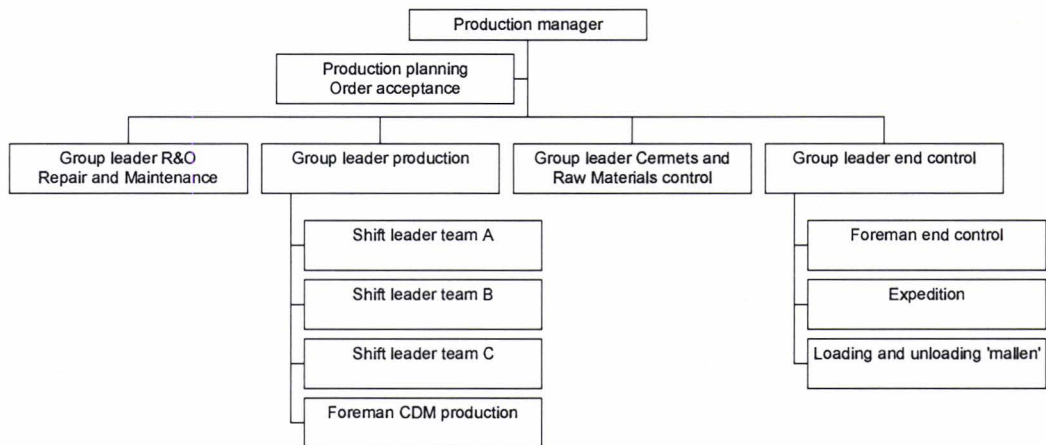 Production manager
Production planning
Order acceptance
Group leader R&O
Repair and Maintenance
Group leader production
Group leader Cermets and
Raw Materials control
Group leader end control
Shift leader team A
Shift leader team B
Shift leader team C
Foreman CDM production
Foreman end control
Expedition
Loading and unloading 'mallen'